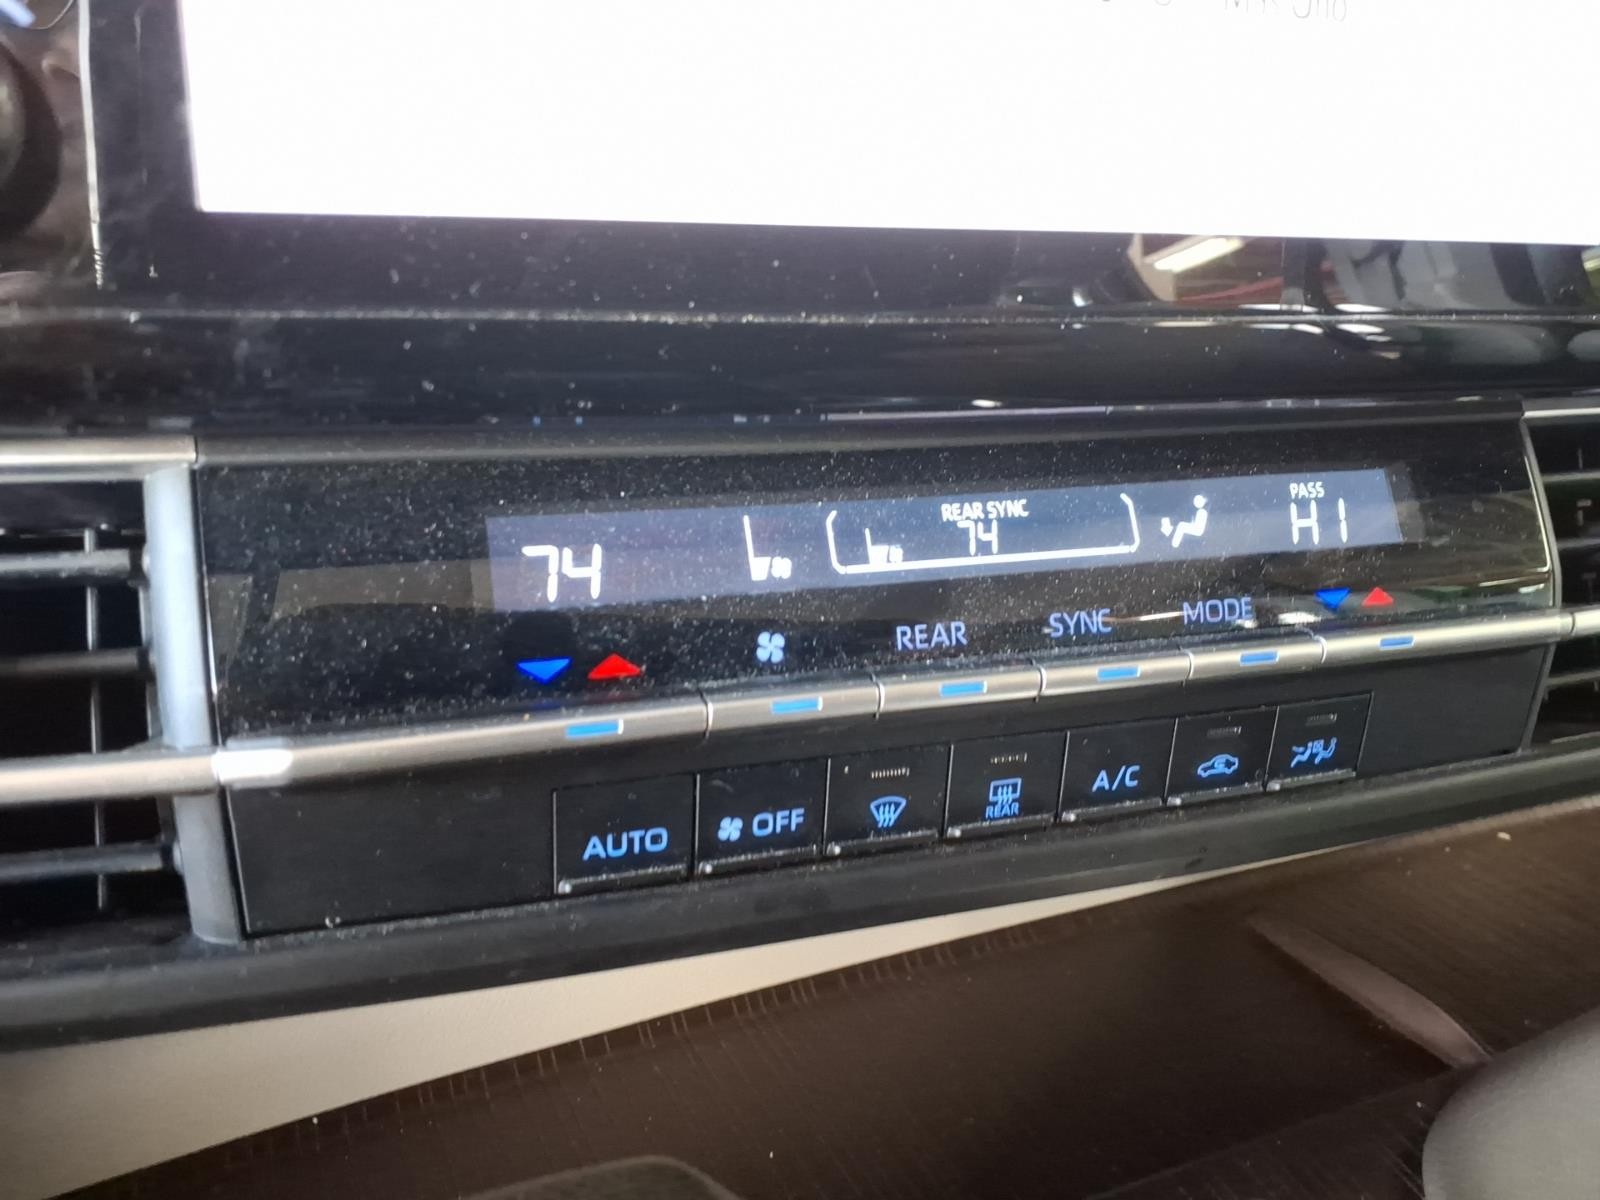 REAR SYNC
PASS
74
74
HI
REAR
SYNC
MODE
AUTO
OFF
REAR
A/C